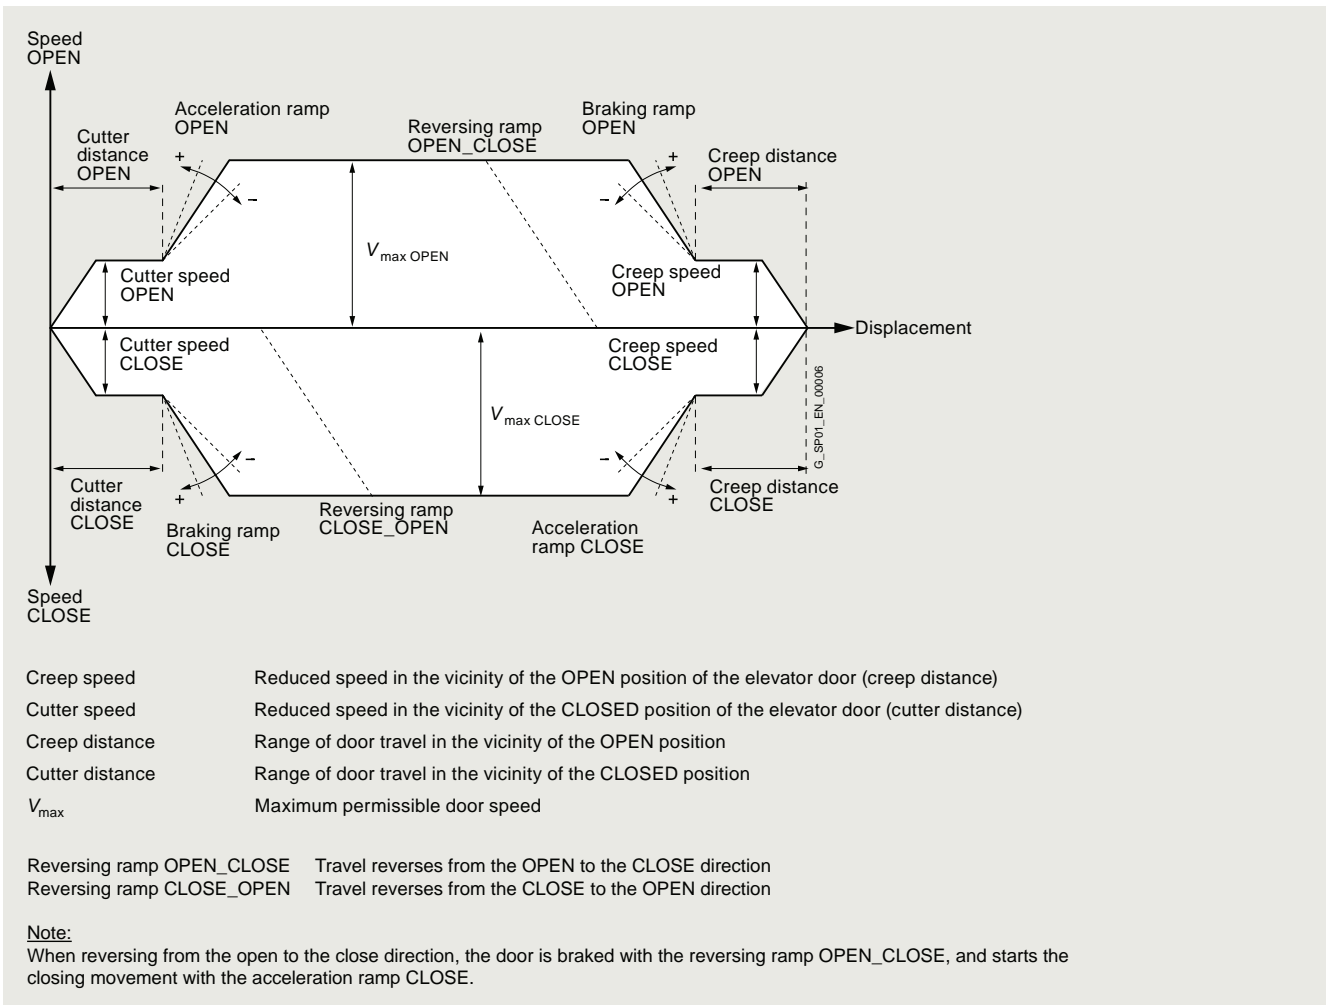 Speed
OPEN
Acceleration ramp
OPEN
Braking ramp
OPEN
Reversing ramp
OPEN_CLOSE
Cutter
distance
OPEN
Creep distance
OPEN
+
−
−
+
Vmax OPEN
Cutter speed
OPEN
Creep speed
OPEN
Displacement
Cutter speed
CLOSE
Creep speed
CLOSE
G_SP01_EN_00006
Vmax CLOSE
−
+
−
+
Cutter
distance
CLOSE
Creep distance
CLOSE
Braking ramp
CLOSE
Reversing ramp
CLOSE_OPEN
Acceleration
ramp CLOSE
Speed
CLOSE
Creep speed Reduced speed in the vicinity of the OPEN position of the elevator door (creep distance)
Cutter speed Reduced speed in the vicinity of the CLOSED position of the elevator door (cutter distance)
Creep distance Range of door travel in the vicinity of the OPEN position
Cutter distance Range of door travel in the vicinity of the CLOSED position
Vmax Maximum permissible door speed
Reversing ramp OPEN_CLOSE Travel reverses from the OPEN to the CLOSE direction
Reversing ramp CLOSE_OPEN Travel reverses from the CLOSE to the OPEN direction
Note:
When reversing from the open to the close direction, the door is braked with the reversing ramp OPEN_CLOSE, and starts the
closing movement with the acceleration ramp CLOSE.